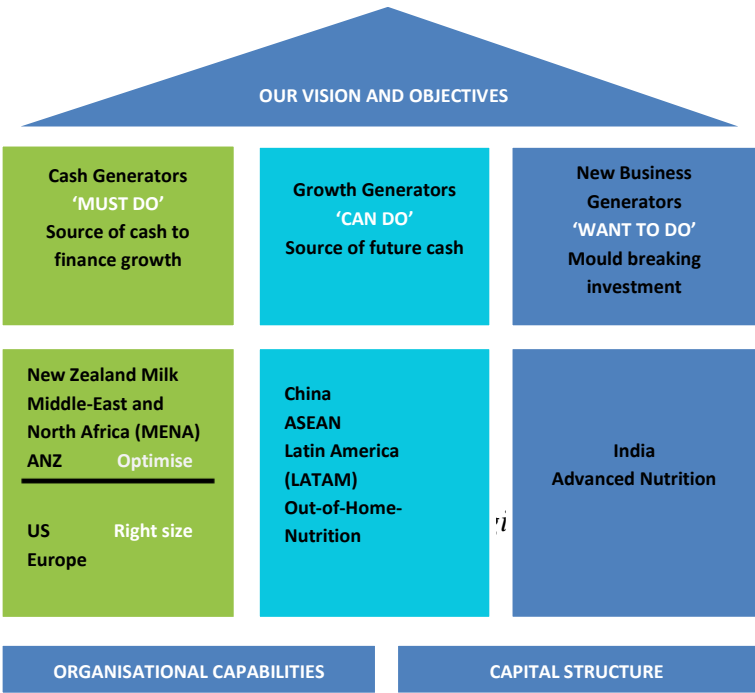 OUR VISION AND OBJECTIVES
Cash Generators
‘MUST DO’
Source of cash to
finance growth
Growth Generators
‘CAN DO’
Source of future cash
New Business
Generators
‘WANT TO DO’
Mould breaking
investment
New Zealand Milk
Middle-East and
North Africa (MENA)
ANZ Optimise
US Right size
Europe
China
ASEAN
Latin America
(LATAM)
Out-of-Home-
Nutrition
India
Advanced Nutrition
ORGANISATIONAL CAPABILITIES
CAPITAL STRUCTURE